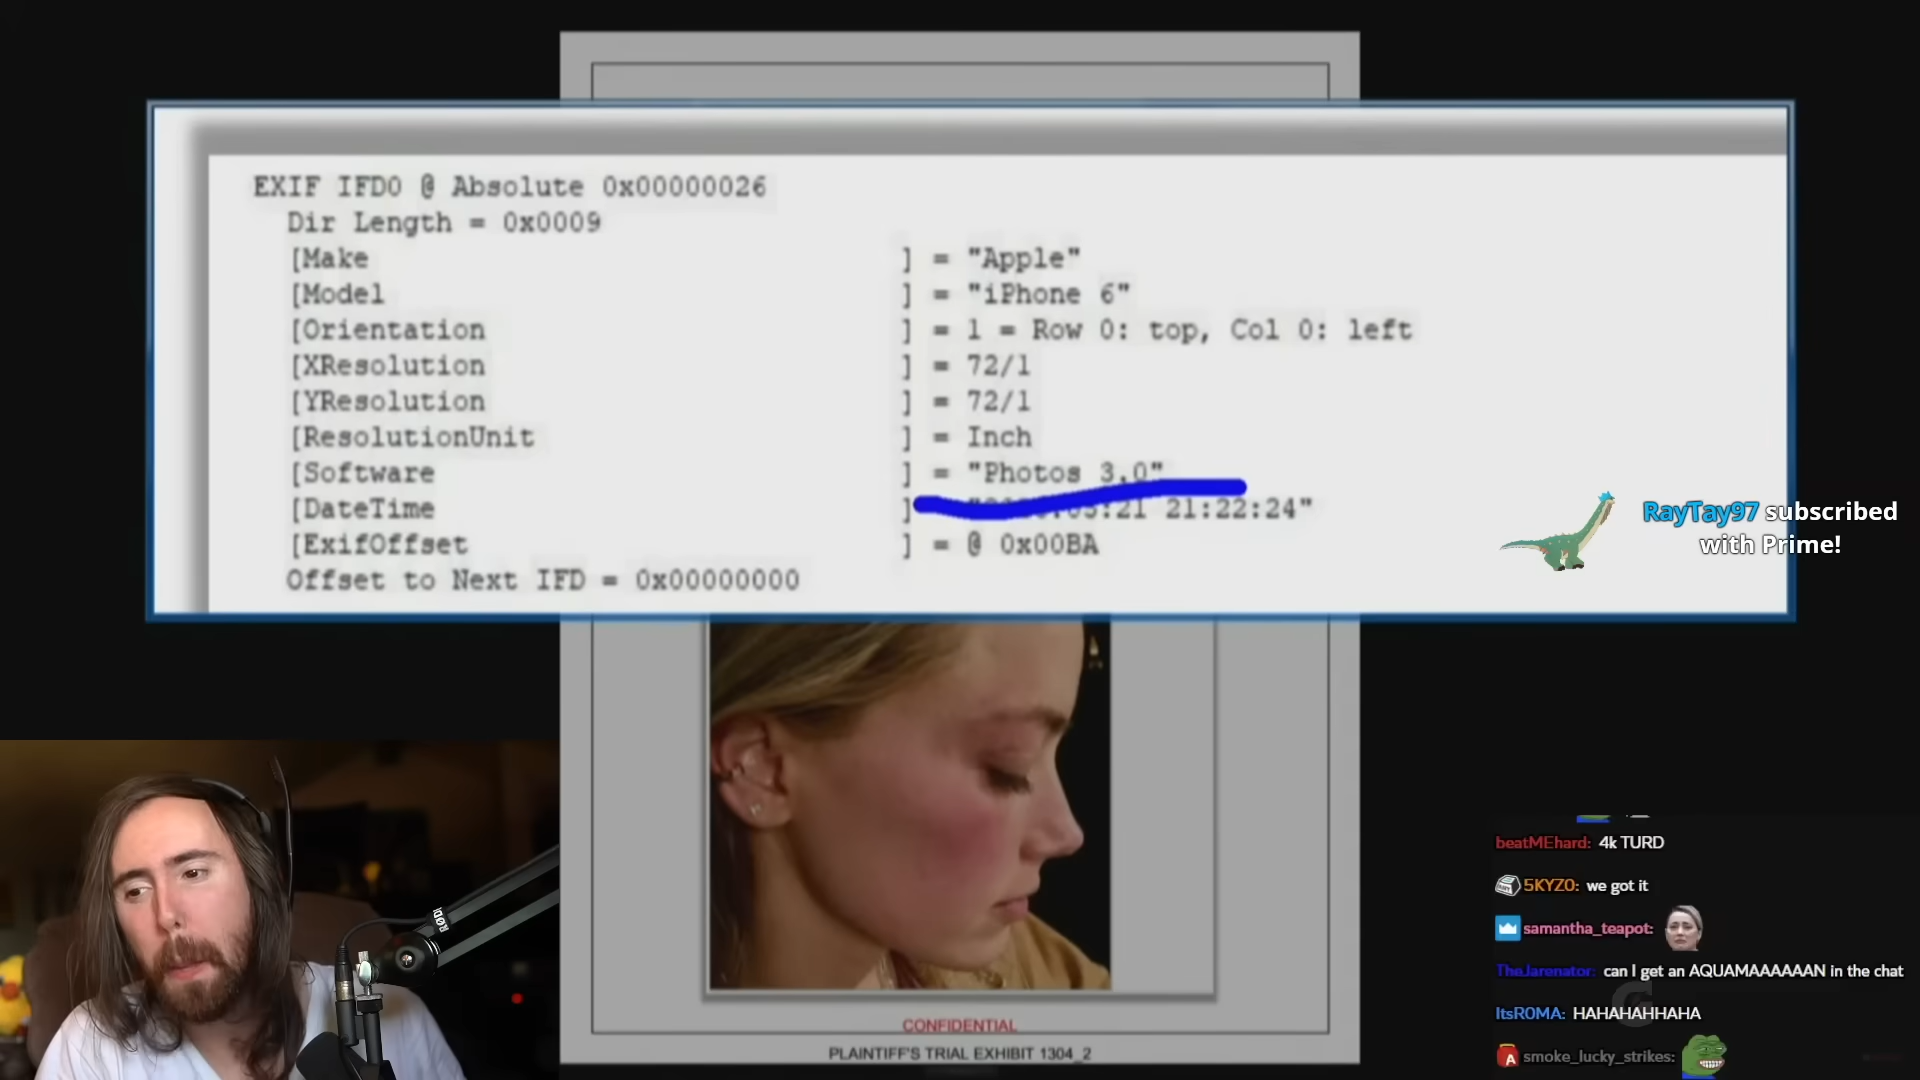 EXIF IFD0 @ Absolute 0x00000026
Dir Length = 0x0009
[Make ] = "Apple"
[Model ] = "iPhone 6"
[Orientation ] = 1 = Row 0: top, Col 0: left
[XResolution ] = 72/1
[YResolution ] = 72/1
[ResolutionUnit ] = Inch
[Software ] = "Photos 3.0"
[DateTime ] 21:22:24"
[ExifOffset ] = @ 0x00BA
Offset to Next IFD = 0x00000000
RayTay97 subscribed
with Prime!
RØDE
beatMEhard: 4k TURD
5KYZO: we got it
samantha_teapot:
TheJarenator: can I get an AQUAMAAAAAAN in the chat
ItsROMA: HAHAHAHHAHA
A smoke_lucky_strikes:
CONFIDENTIAL
PLAINTIFF'S TRIAL EXHIBIT 1304_2